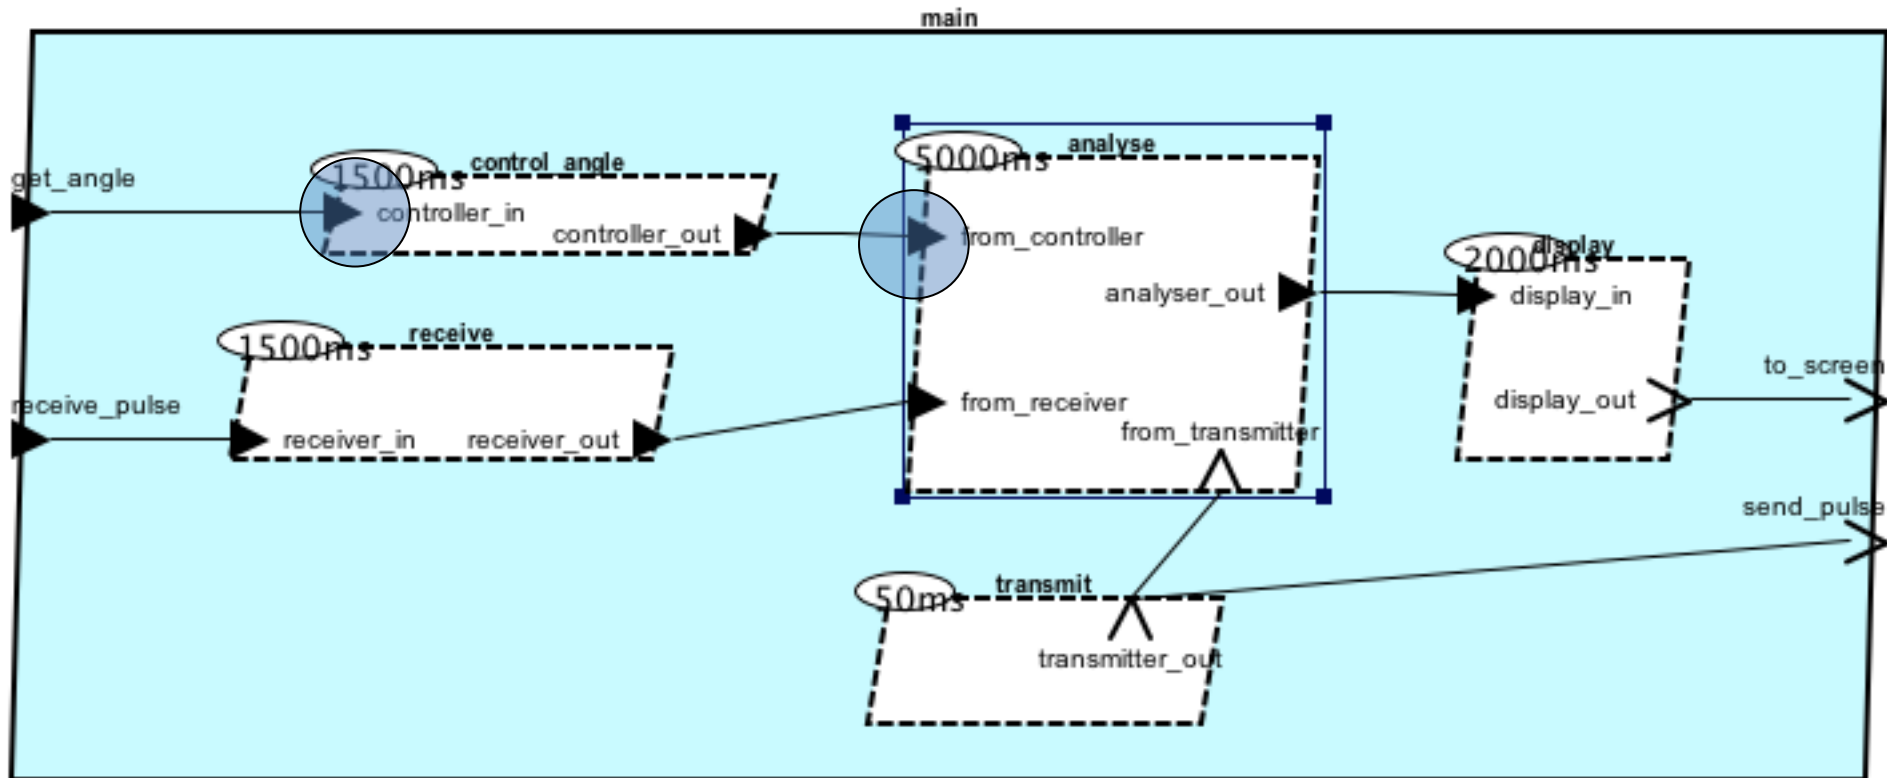 main
get_angle
1500ms
control_angle
controller_in
controller_out
5000ms
analyse
from_controller
analyser_out
from_receiver
from_transmitter
2000ms
display
display_in
display_out
to_screen
1500ms
receive
receive_pulse
receiver_in
receiver_out
send_pulse
50ms
transmit
transmitter_out